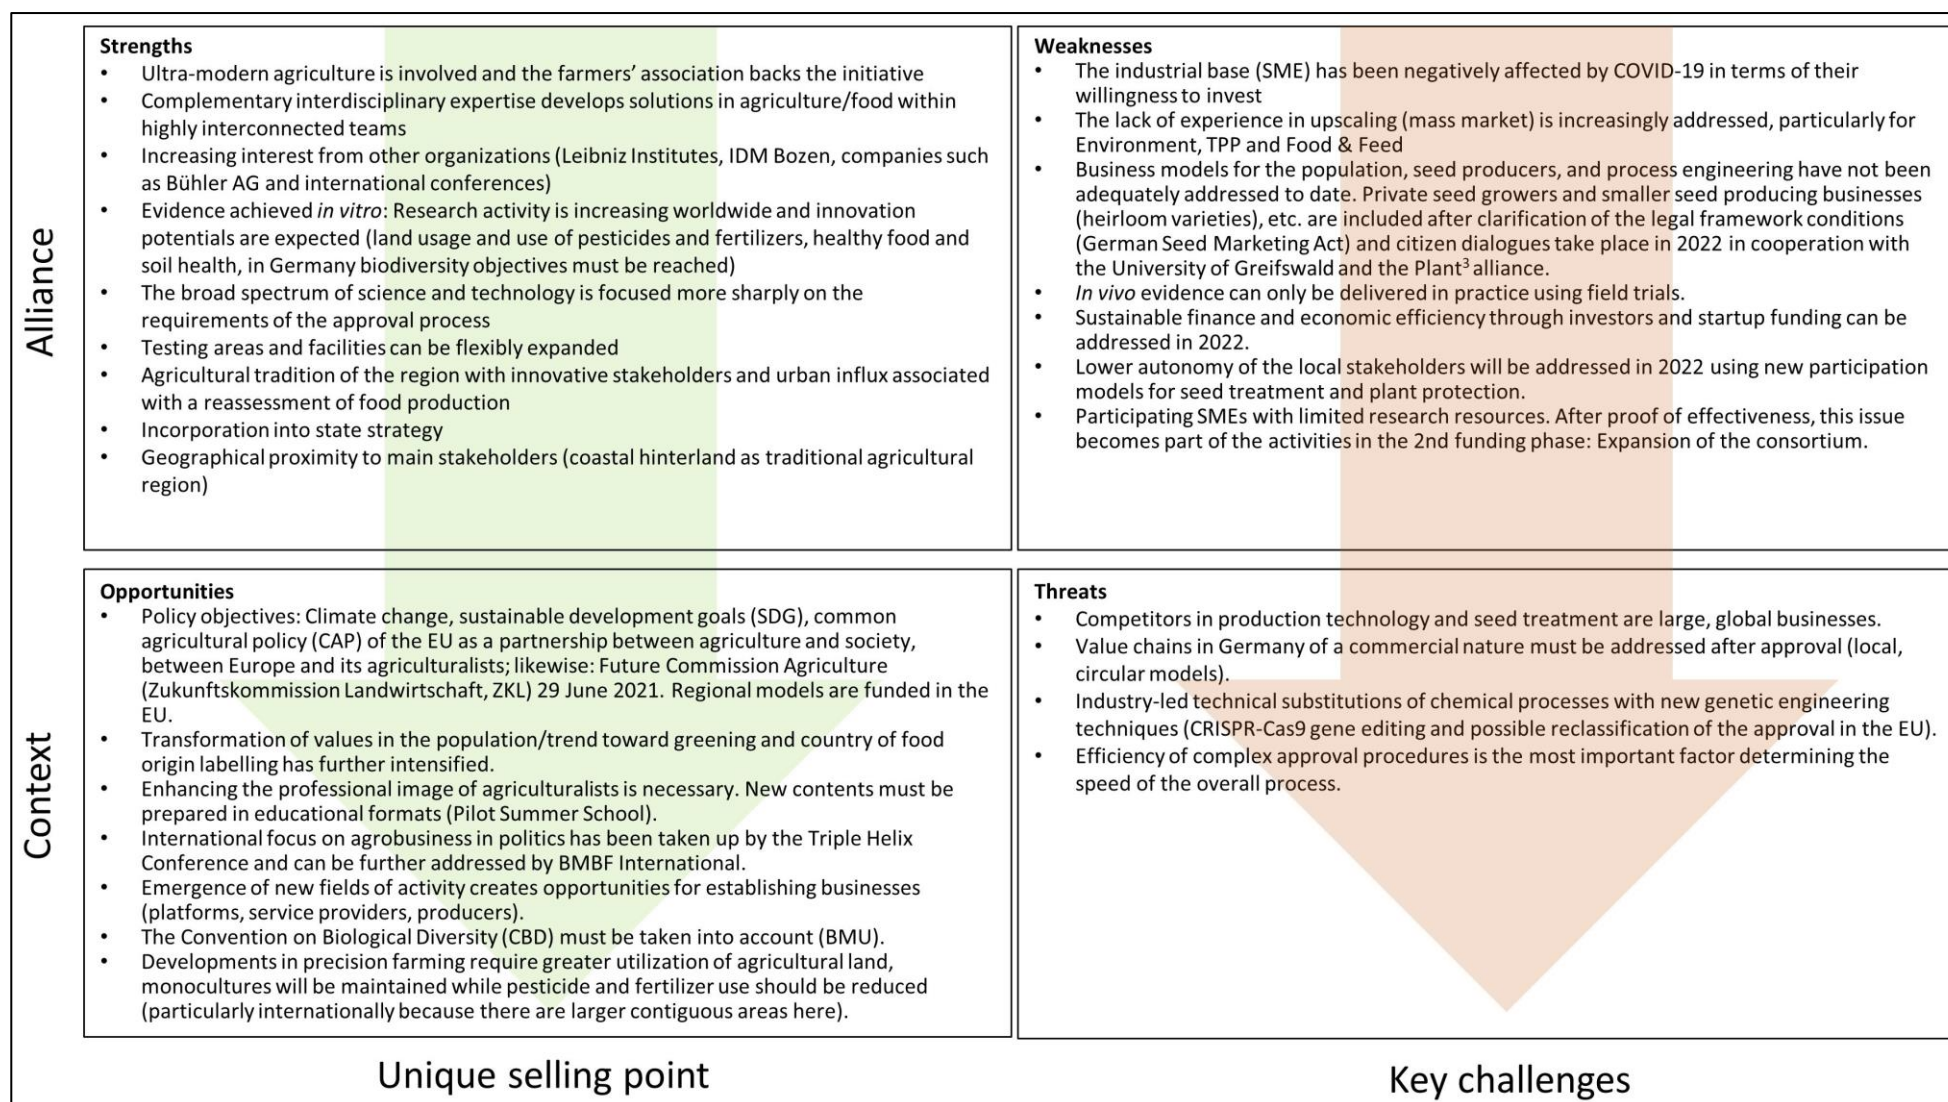 Alliance
Strengths
• Ultra-modern agriculture is involved and the farmers' association backs the initiative
• Complementary interdisciplinary expertise develops solutions in agriculture/food within
highly interconnected teams
• Increasing interest from other organizations (Leibniz Institutes, IDM Bozen, companies such
as Bühler AG and international conferences)
• Evidence achieved in vitro: Research activity is increasing worldwide and innovation
potentials are expected (land usage and use of pesticides and fertilizers, healthy food and
soil health, in Germany biodiversity objectives must be reached)
• The broad spectrum of science and technology is focused more sharply on the
requirements of the approval process
• Testing areas and facilities can be flexibly expanded
• Agricultural tradition of the region with innovative stakeholders and urban influx associated
with a reassessment of food production
• Incorporation into state strategy
• Geographical proximity to main stakeholders (coastal hinterland as traditional agricultural
region)
Weaknesses
• The industrial base (SME) has been negatively affected by COVID-19 in terms of their
willingness to invest
• The lack of experience in upscaling (mass market) is increasingly addressed, particularly for
Environment, TPP and Food & Feed
• Business models for the population, seed producers, and process engineering have not been
adequately addressed to date. Private seed growers and smaller seed producing businesses
(heirloom varieties), etc. are included after clarification of the legal framework conditions
(German Seed Marketing Act) and citizen dialogues take place in 2022 in cooperation with
the University of Greifswald and the Plant³ alliance.
• In vivo evidence can only be delivered in practice using field trials.
• Sustainable finance and economic efficiency through investors and startup funding can be
addressed in 2022.
• Lower autonomy of the local stakeholders will be addressed in 2022 using new participation
models for seed treatment and plant protection.
• Participating SMEs with limited research resources. After proof of effectiveness, this issue
becomes part of the activities in the 2nd funding phase: Expansion of the consortium.
Context
Opportunities
• Policy objectives: Climate change, sustainable development goals (SDG), common
agricultural policy (CAP) of the EU as a partnership between agriculture and society,
between Europe and its agriculturalists; likewise: Future Commission Agriculture
(Zukunftskommission Landwirtschaft, ZKL) 29 June 2021. Regional models are funded in the
EU.
• Transformation of values in the population/trend toward greening and country of food
origin labelling has further intensified.
• Enhancing the professional image of agriculturalists is necessary. New contents must be
prepared in educational formats (Pilot Summer School).
• International focus on agrobusiness in politics has been taken up by the Triple Helix
Conference and can be further addressed by BMBF International.
• Emergence of new fields of activity creates opportunities for establishing businesses
(platforms, service providers, producers).
• The Convention on Biological Diversity (CBD) must be taken into account (BMU).
• Developments in precision farming require greater utilization of agricultural land,
monocultures will be maintained while pesticide and fertilizer use should be reduced
(particularly internationally because there are larger contiguous areas here).
Threats
• Competitors in production technology and seed treatment are large, global businesses.
• Value chains in Germany of a commercial nature must be addressed after approval (local,
circular models).
• Industry-led technical substitutions of chemical processes with new genetic engineering
techniques (CRISPR-Cas9 gene editing and possible reclassification of the approval in the EU).
• Efficiency of complex approval procedures is the most important factor determining the
speed of the overall process.
Unique selling point
Key challenges